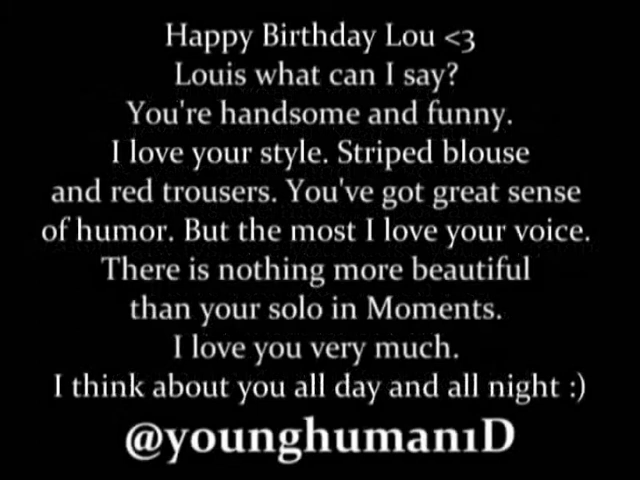 Happy Birthday Lou <3
Louis what can I say?
You're handsome and funny.
I love your style. Striped blouse
and red trousers. You've got great sense
of humor. But the most I love your voice.
There is nothing more beautiful
than your solo in Moments.
I love you very much.
I think about you all day and all night :)
@younghuman1D